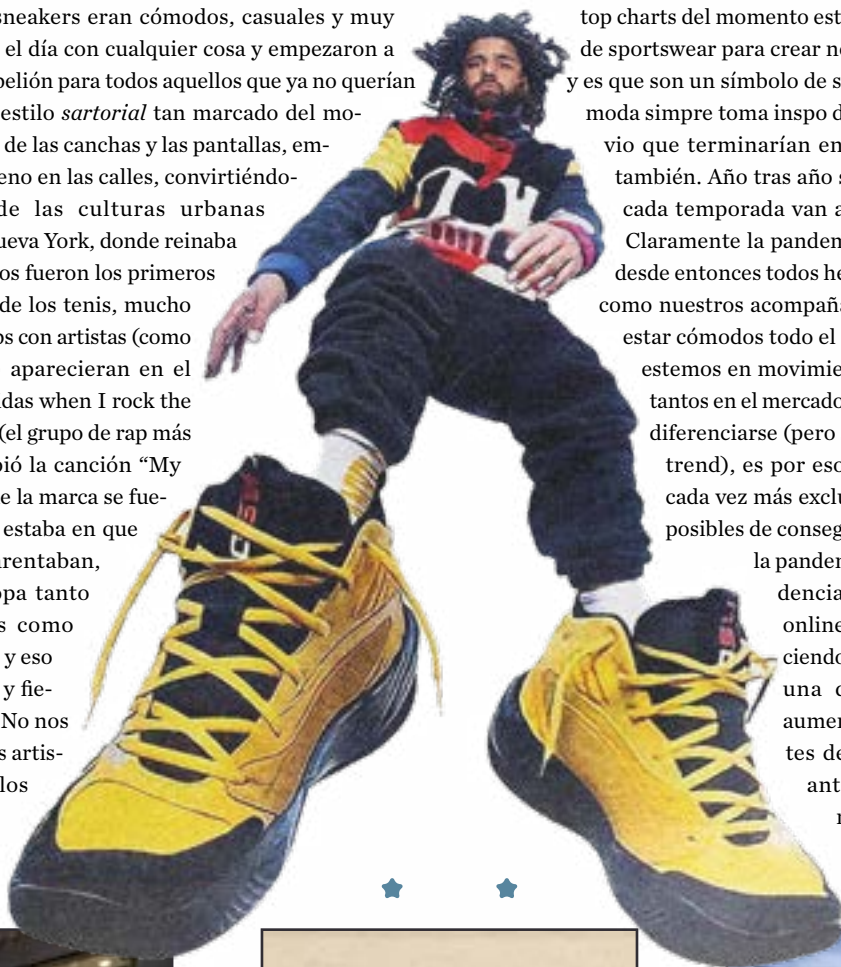 sneakers eran cómodos, casuales y muy
el día con cualquier cosa y empezaron a
belión para todos aquellos que ya no querían
estilo sartorial tan marcado del mo-
de las canchas y las pantallas, em-
eno en las calles, convirtiéndo-
de las culturas urbanas
ueva York, donde reinaba
os fueron los primeros
de los tenis, mucho
os con artistas (como
aparecieran en el
das when I rock the
(el grupo de rap más
bió la canción “My
e la marca se fue-
estaba en que
arentaban,
opa tanto
s como
y eso
y fie-
No nos
s artis-
los
top charts del momento est
de sportswear para crear n
y es que son un símbolo de s
moda simpre toma inspo d
vio que terminarían en
también. Año tras año s
cada temporada van a
Claramente la pandem
desde entonces todos he
como nuestros acompaña
estar cómodos todo el
estemos en movimie
tantos en el mercado
diferenciarse (pero
trend), es por eso
cada vez más exclu
posibles de conseg
la pandem
dencia
online
ciendo
una
aumen
tes de
ant